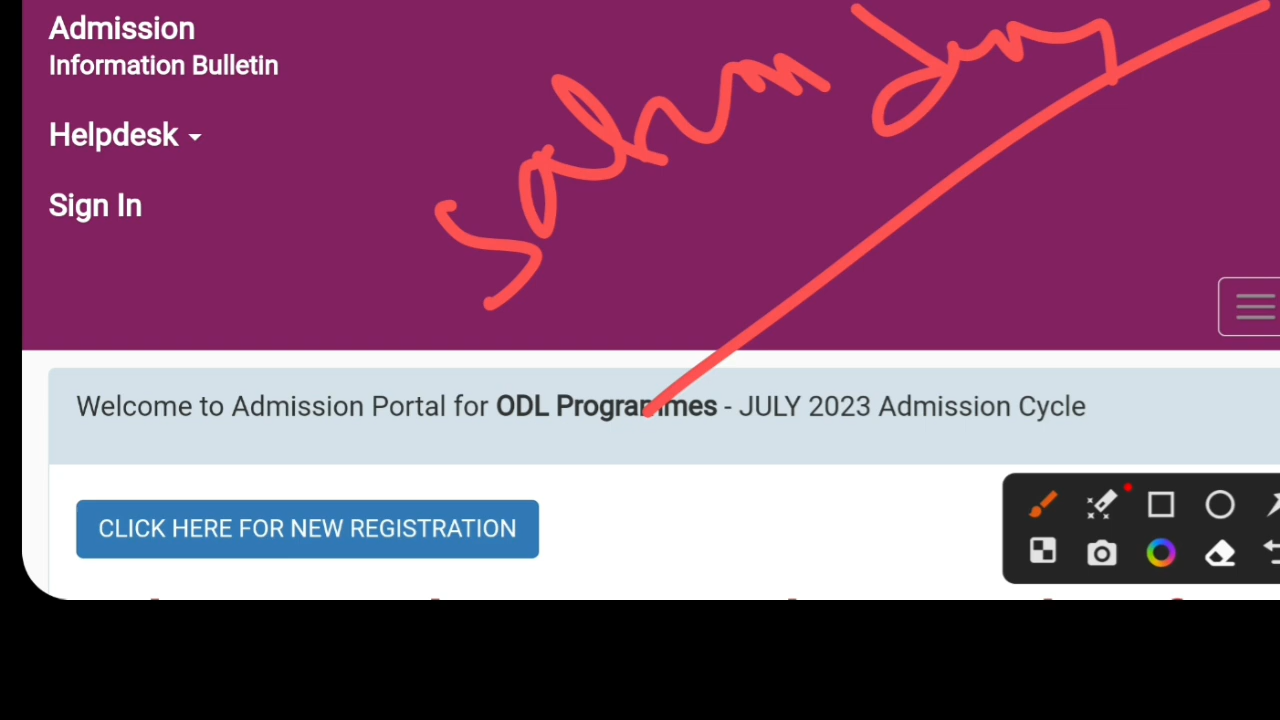 Admission
Information Bulletin
Helpdesk
Sign In
Welcome to Admission Portal for ODL Programmes - JULY 2023 Admission Cycle
CLICK HERE FOR NEW REGISTRATION